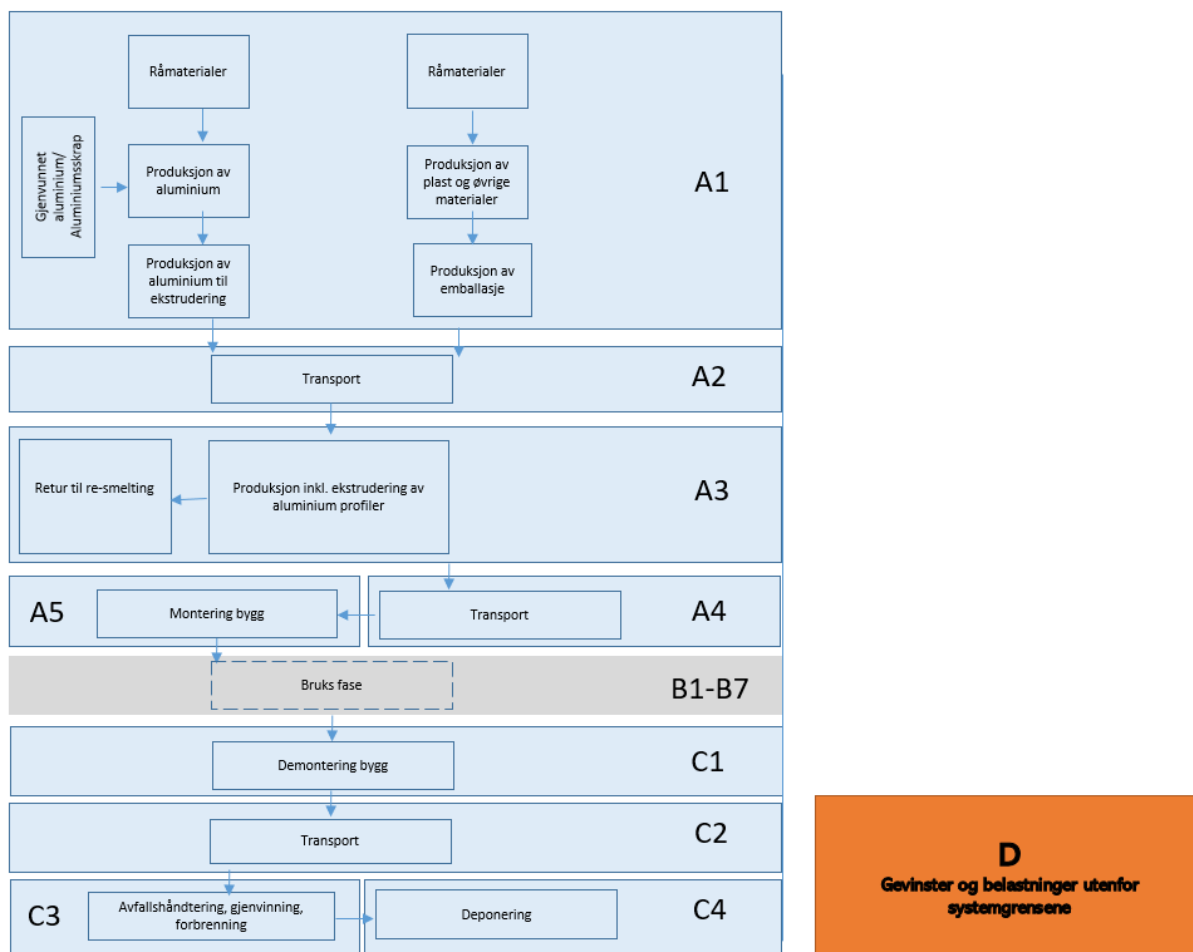 Råmaterialer
Råmaterialer
Gjenvunnet
aluminium/
Aluminiumsskrap
Produksjon av
aluminium
Produksjon av
plast og øvrige
materialer
A1
Produksjon av
aluminium til
ekstrudering
Produksjon av
emballasje
Transport
A2
Retur til re-smelting
Produksjon inkl. ekstrudering av
aluminium profiler
A3
A5
Montering bygg
Transport
A4
Bruks fase
B1-B7
Demontering bygg
C1
Transport
C2
C3
Avfallshåndtering, gjenvinning,
forbrenning
Deponering
C4
D
Gevinster og belastninger utenfor
systemgrensene